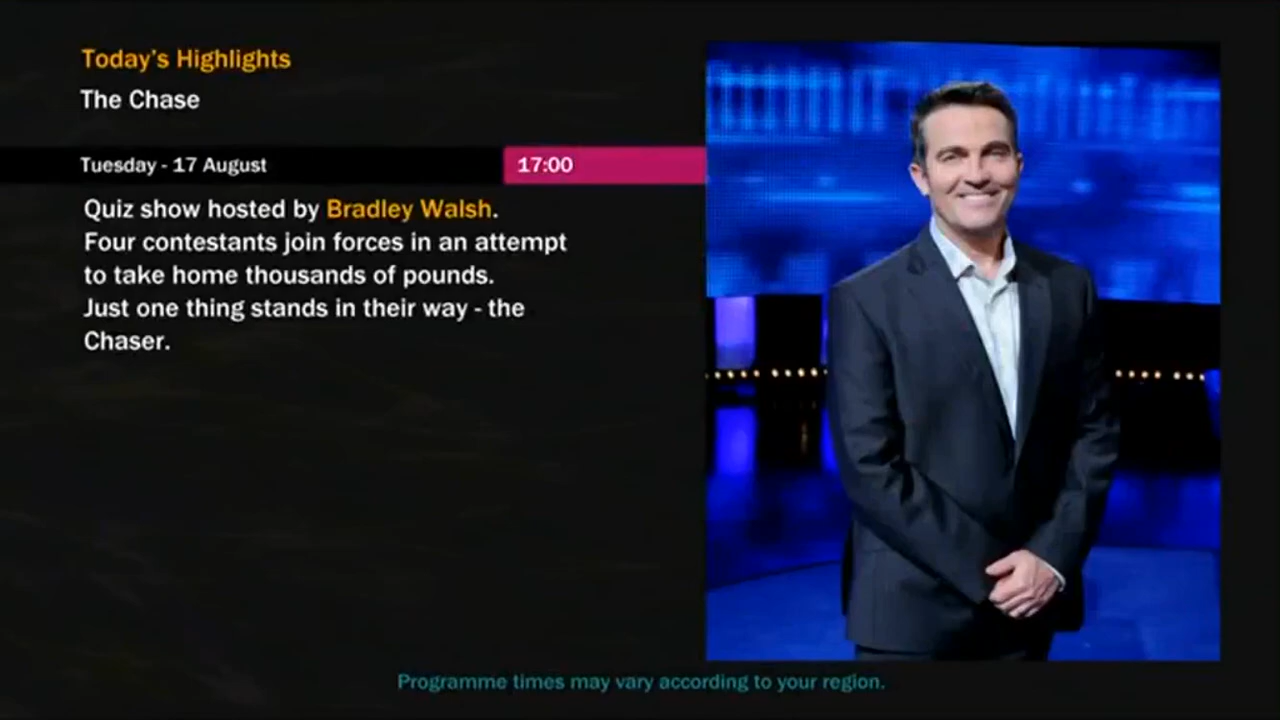 Today's Highlights
The Chase
Tuesday - 17 August
17:00
Quiz show hosted by Bradley Walsh.
Four contestants join forces in an attempt
to take home thousands of pounds.
Just one thing stands in their way - the
Chaser.
Programme times may vary according to your region.